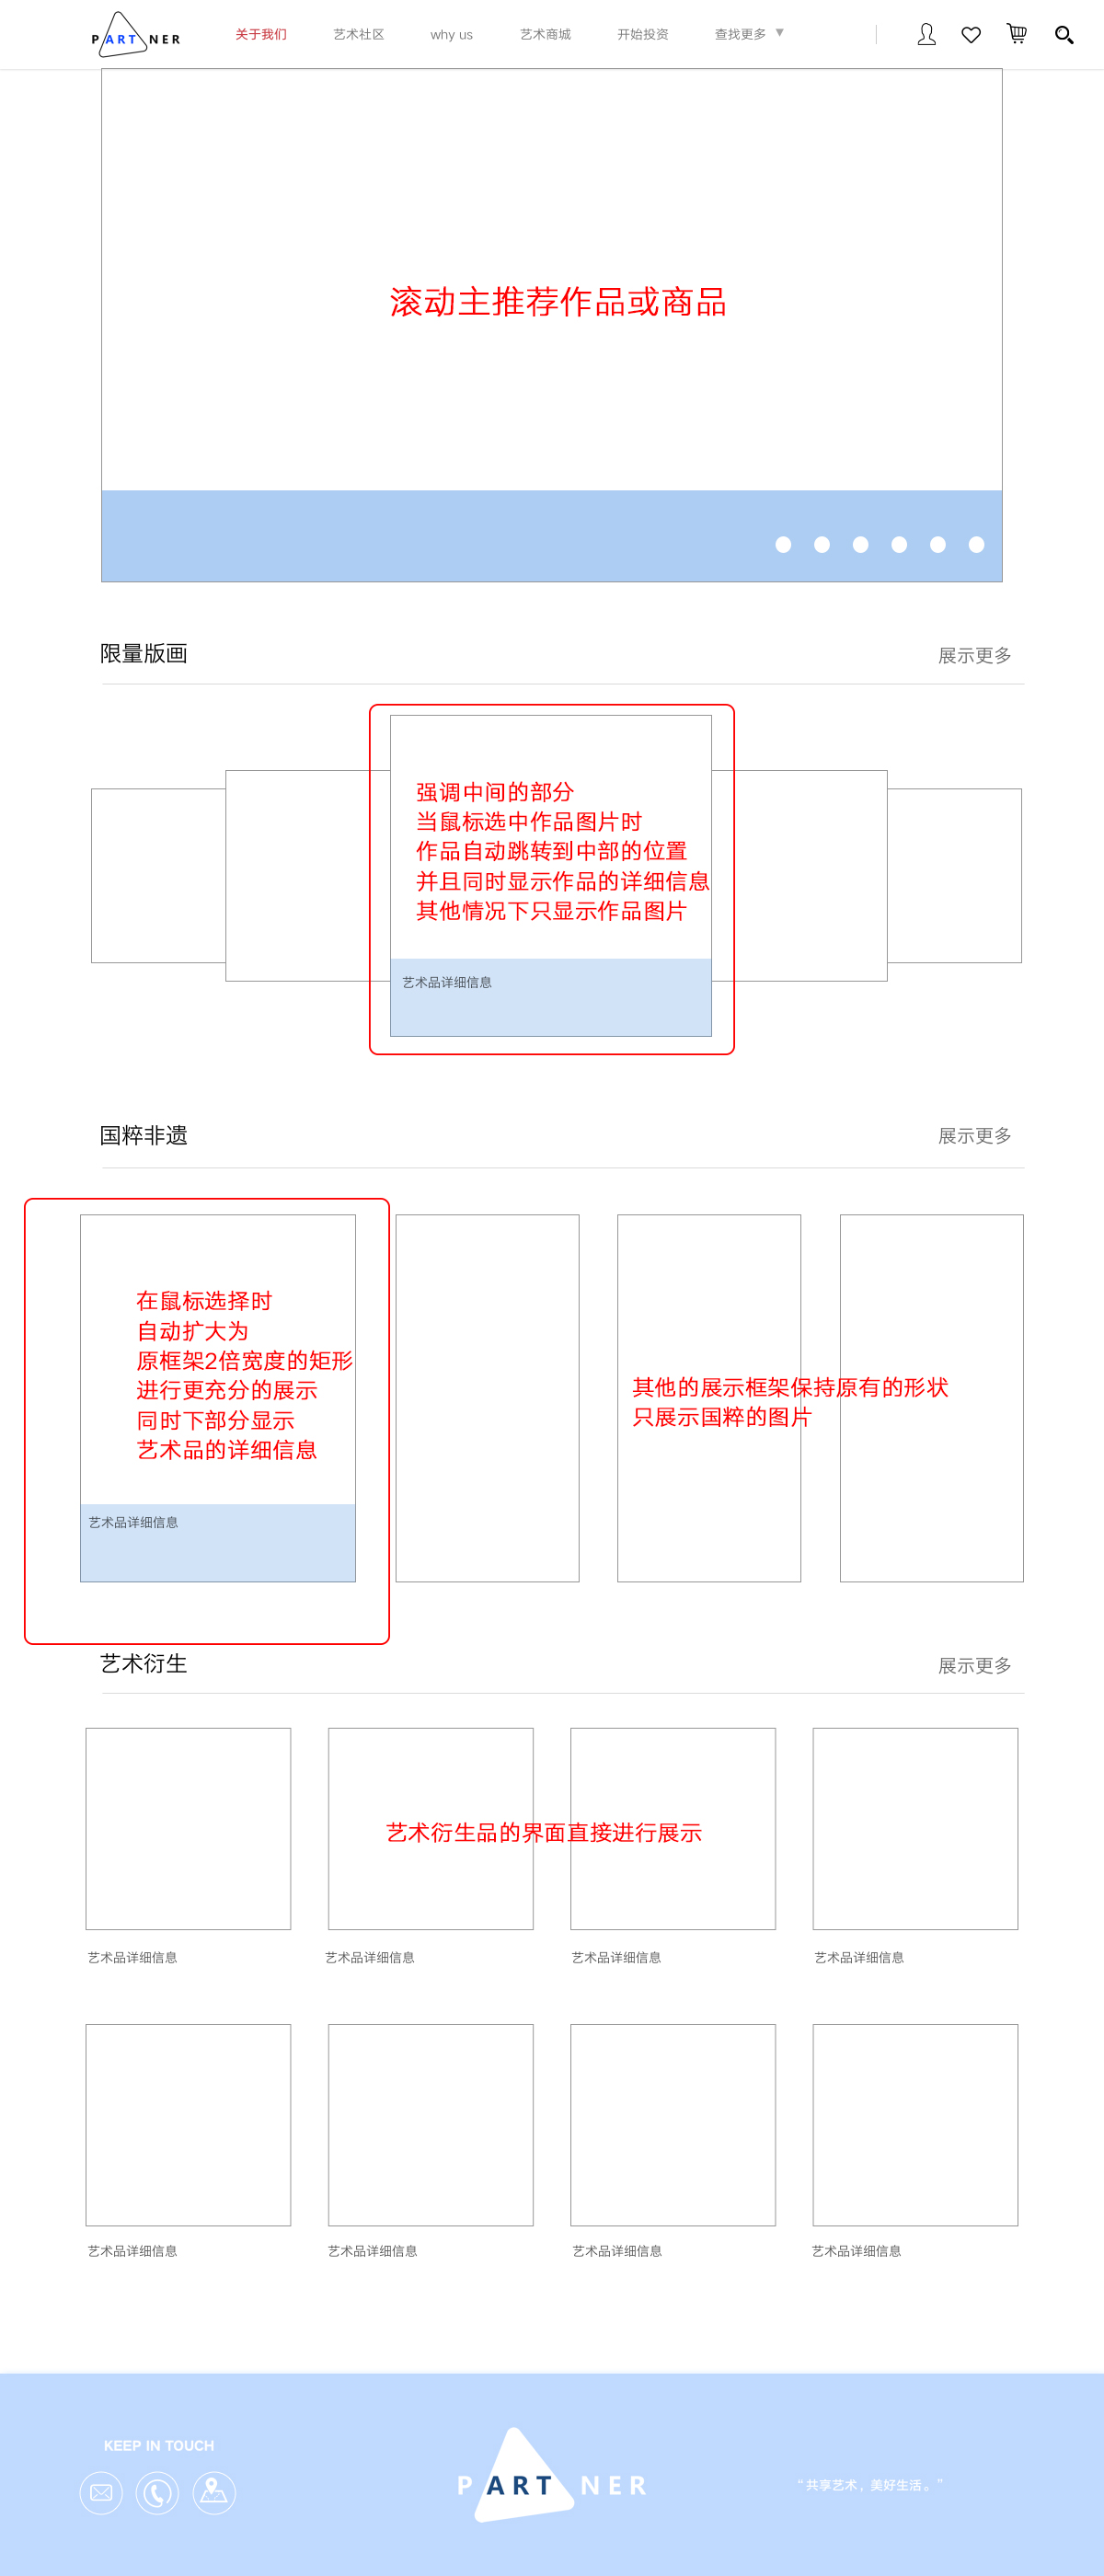 PARTNER
关于我们
艺术社区
why us
艺术商城
开始投资
查找更多 ▼
滚动主推荐作品或商品
限量版画
展示更多
强调中间的部分
当鼠标选中作品图片时
作品自动跳转到中部的位置
并且同时显示作品的详细信息
其他情况下只显示作品图片
艺术品详细信息
国粹非遗
展示更多
在鼠标选择时
自动扩大为
原框架2倍宽度的矩形
进行更充分的展示
同时下部分显示
艺术品的详细信息
艺术品详细信息
其他的展示框架保持原有的形状
只展示国粹的图片
艺术衍生
展示更多
艺术衍生品的界面直接进行展示
艺术品详细信息
艺术品详细信息
艺术品详细信息
艺术品详细信息
艺术品详细信息
艺术品详细信息
艺术品详细信息
艺术品详细信息
KEEP IN TOUCH
PARTNER
“共享艺术，美好生活。”